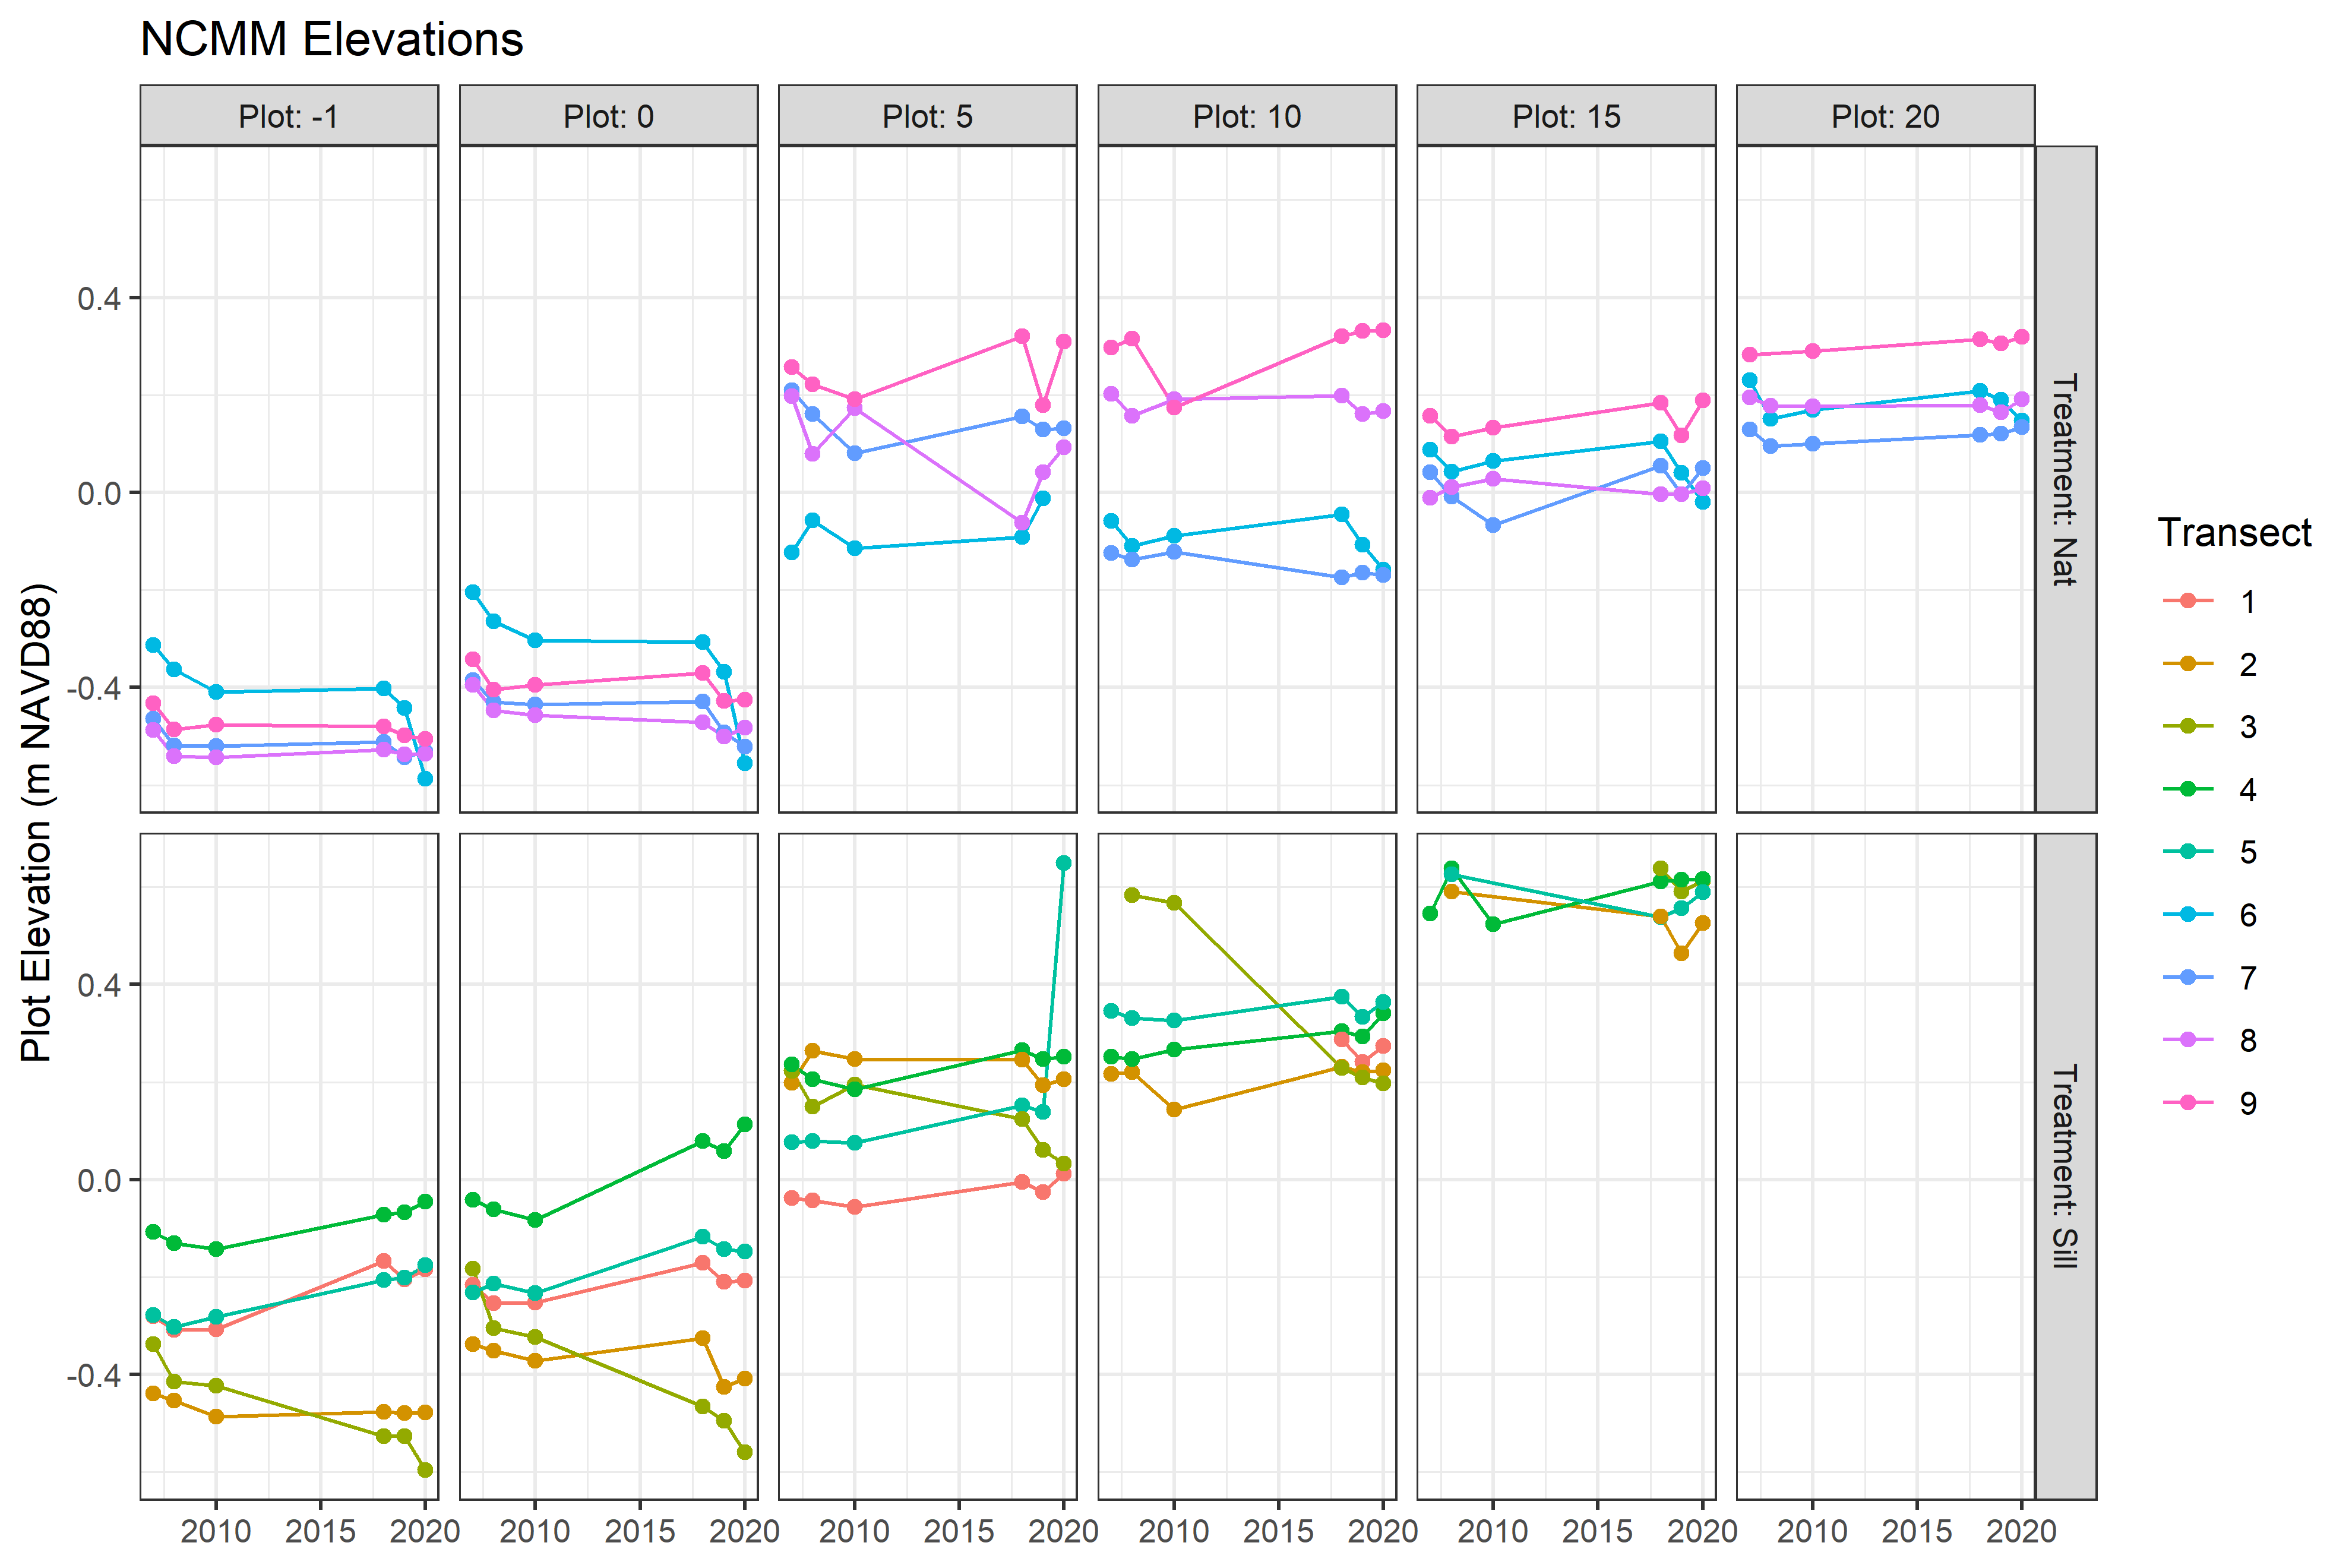 NCMM Elevations
Plot: -1
Plot: 0
Plot: 5
Plot: 10
Plot: 15
Plot: 20
Plot Elevation (m NAVD88)
0.4
0.0
-0.4
Treatment: Nat
0.4
0.0
-0.4
Treatment: Sill
2010 2015 2020
2010 2015 2020
2010 2015 2020
2010 2015 2020
2010 2015 2020
2010 2015 2020
Transect
1
2
3
4
5
6
7
8
9